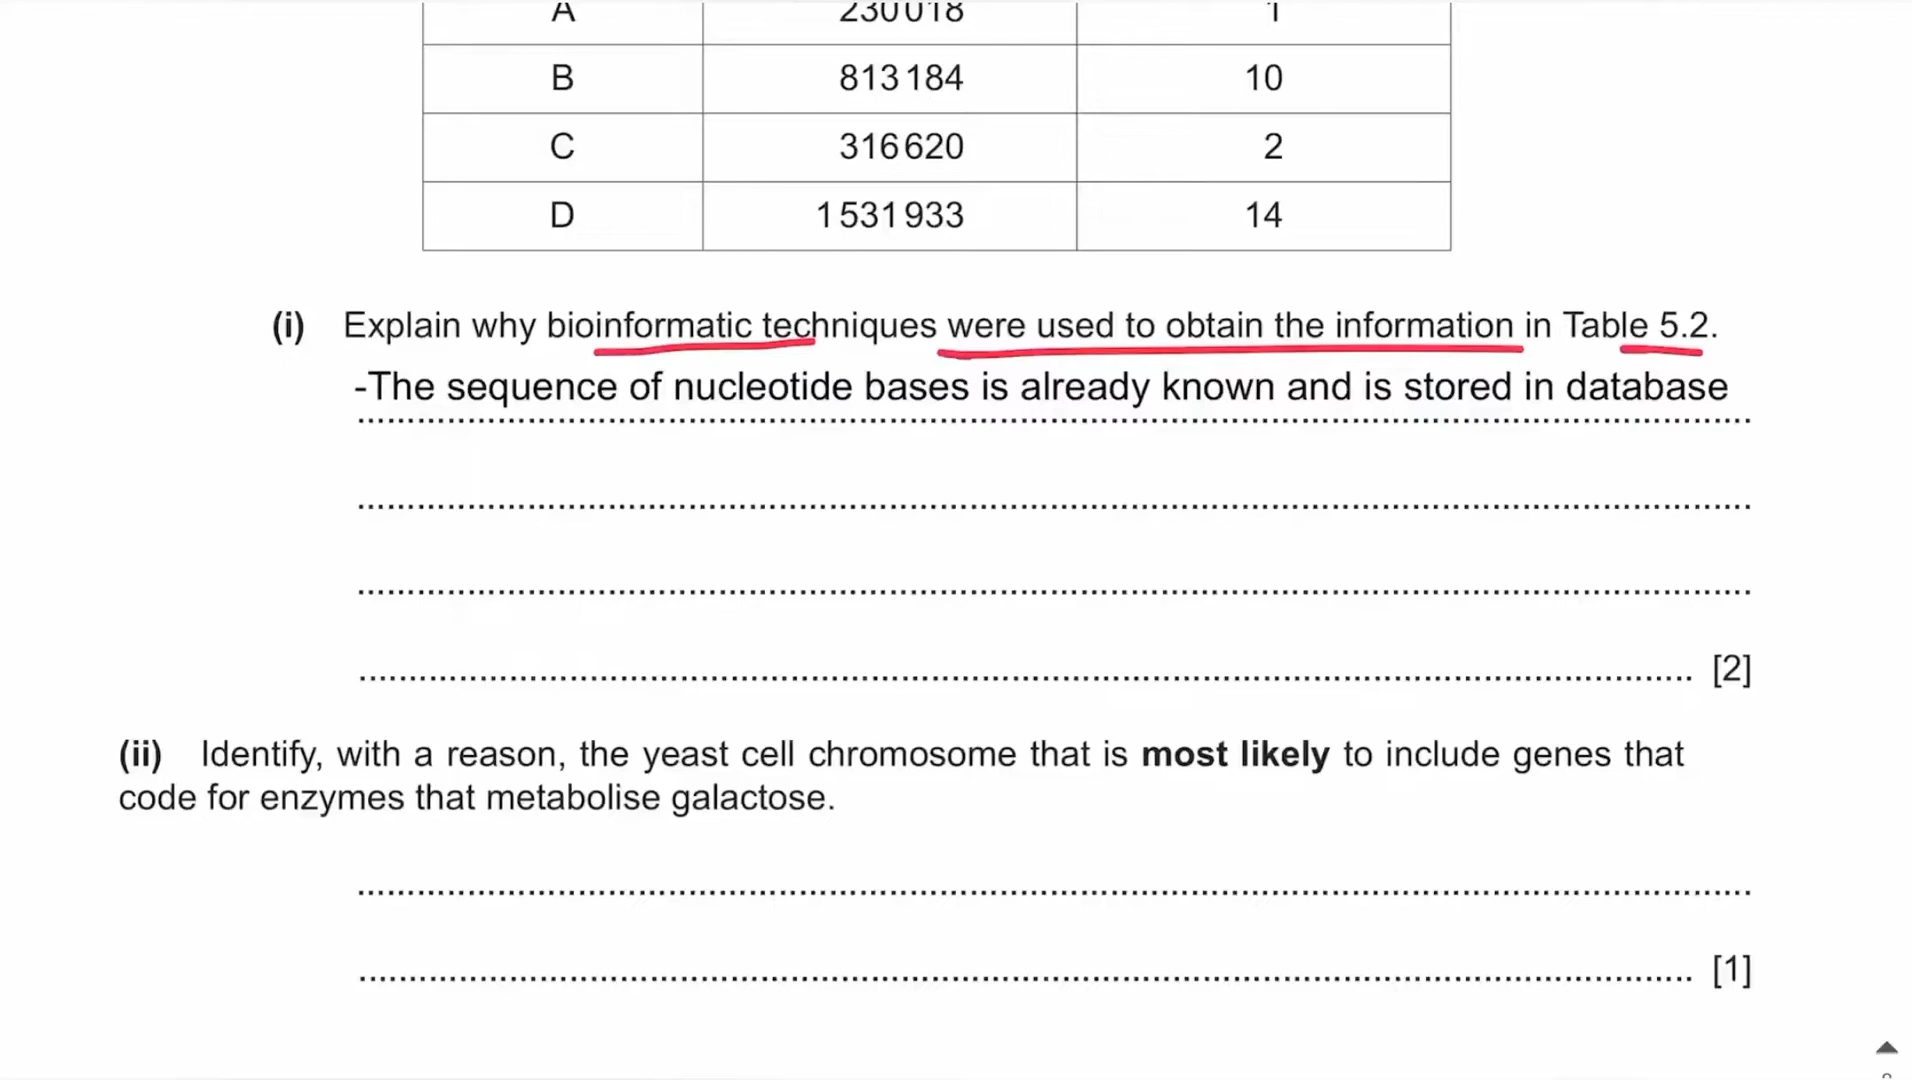 A 230018 1
B 813184 10
C 316620 2
D 1531933 14
(i) Explain why bioinformatic techniques were used to obtain the information in Table 5.2.
-The sequence of nucleotide bases is already known and is stored in database
[2]
(ii) Identify, with a reason, the yeast cell chromosome that is most likely to include genes that
code for enzymes that metabolise galactose.
[1]